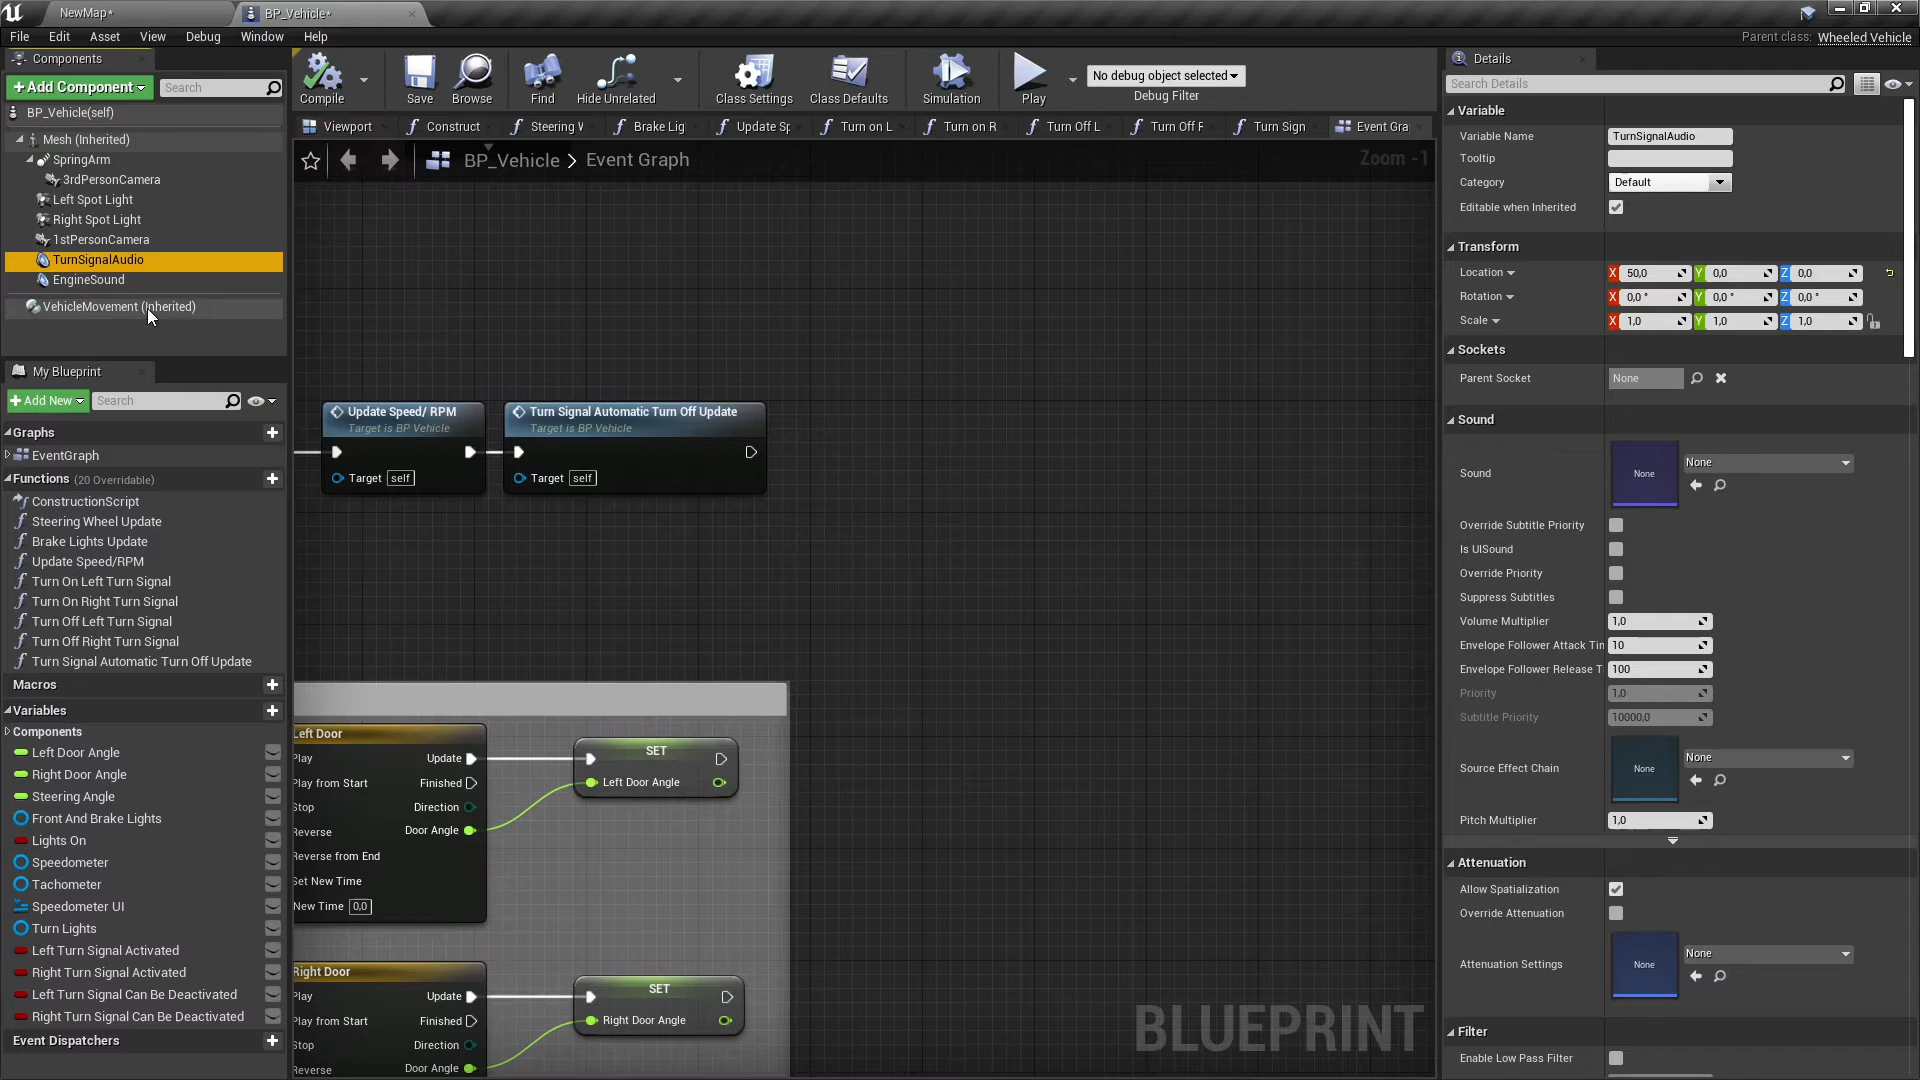 NewMap*
BP_Vehicle*
File Edit Asset View Debug Window Help
Parent class: Wheeled Vehicle
Components
+Add Component
Search
BP_Vehicle(self)
Mesh (Inherited)
SpringArm
3rdPersonCamera
Left Spot Light
Right Spot Light
1stPersonCamera
TurnSignalAudio
EngineSound
VehicleMovement (Inherited)
My Blueprint
+Add New
Search
Graphs
EventGraph
Functions (20 Overridable)
ConstructionScript
Steering Wheel Update
Brake Lights Update
Update Speed/RPM
Turn On Left Turn Signal
Turn On Right Turn Signal
Turn Off Left Turn Signal
Turn Off Right Turn Signal
Turn Signal Automatic Turn Off Update
Macros
Variables
Components
Left Door Angle
Right Door Angle
Steering Angle
Front And Brake Lights
Lights On
Speedometer
Tachometer
Speedometer UI
Turn Lights
Left Turn Signal Activated
Right Turn Signal Activated
Left Turn Signal Can Be Deactivated
Right Turn Signal Can Be Deactivated
Event Dispatchers
Compile
Save
Browse
Find
Hide Unrelated
Class Settings
Class Defaults
Simulation
Play
No debug object selected
Debug Filter
Viewport
Construct
Steering V
Brake Lig
Update Sp
Turn on L
Turn on R
Turn Off L
Turn Off F
Turn Sign
Event Gra
BP_Vehicle > Event Graph
Zoom -1
Update Speed/ RPM
Target is BP Vehicle
Target self
Turn Signal Automatic Turn Off Update
Target is BP Vehicle
Target self
Left Door
Play
Update
Play from Start
Finished
Stop
Direction
Reverse
Door Angle
Reverse from End
Set New Time
New Time 0,0
SET
Left Door Angle
Right Door
Play
Update
Play from Start
Finished
Stop
Direction
Reverse
Door Angle
SET
Right Door Angle
BLUEPRINT
Details
Search Details
Variable
Variable Name TurnSignalAudio
Tooltip
Category Default
Editable when Inherited
Transform
Location X 50,0 Y 0,0 Z 0,0
Rotation X 0,0 ° Y 0,0 ° Z 0,0 °
Scale X 1,0 Y 1,0 Z 1,0
Sockets
Parent Socket None
Sound
Sound None None
Override Subtitle Priority
Is UISound
Override Priority
Suppress Subtitles
Volume Multiplier 1,0
Envelope Follower Attack Tim 10
Envelope Follower Release T 100
Priority 1,0
Subtitle Priority 10000,0
Source Effect Chain None None
Pitch Multiplier 1,0
Attenuation
Allow Spatialization
Override Attenuation
Attenuation Settings None None
Filter
Enable Low Pass Filter